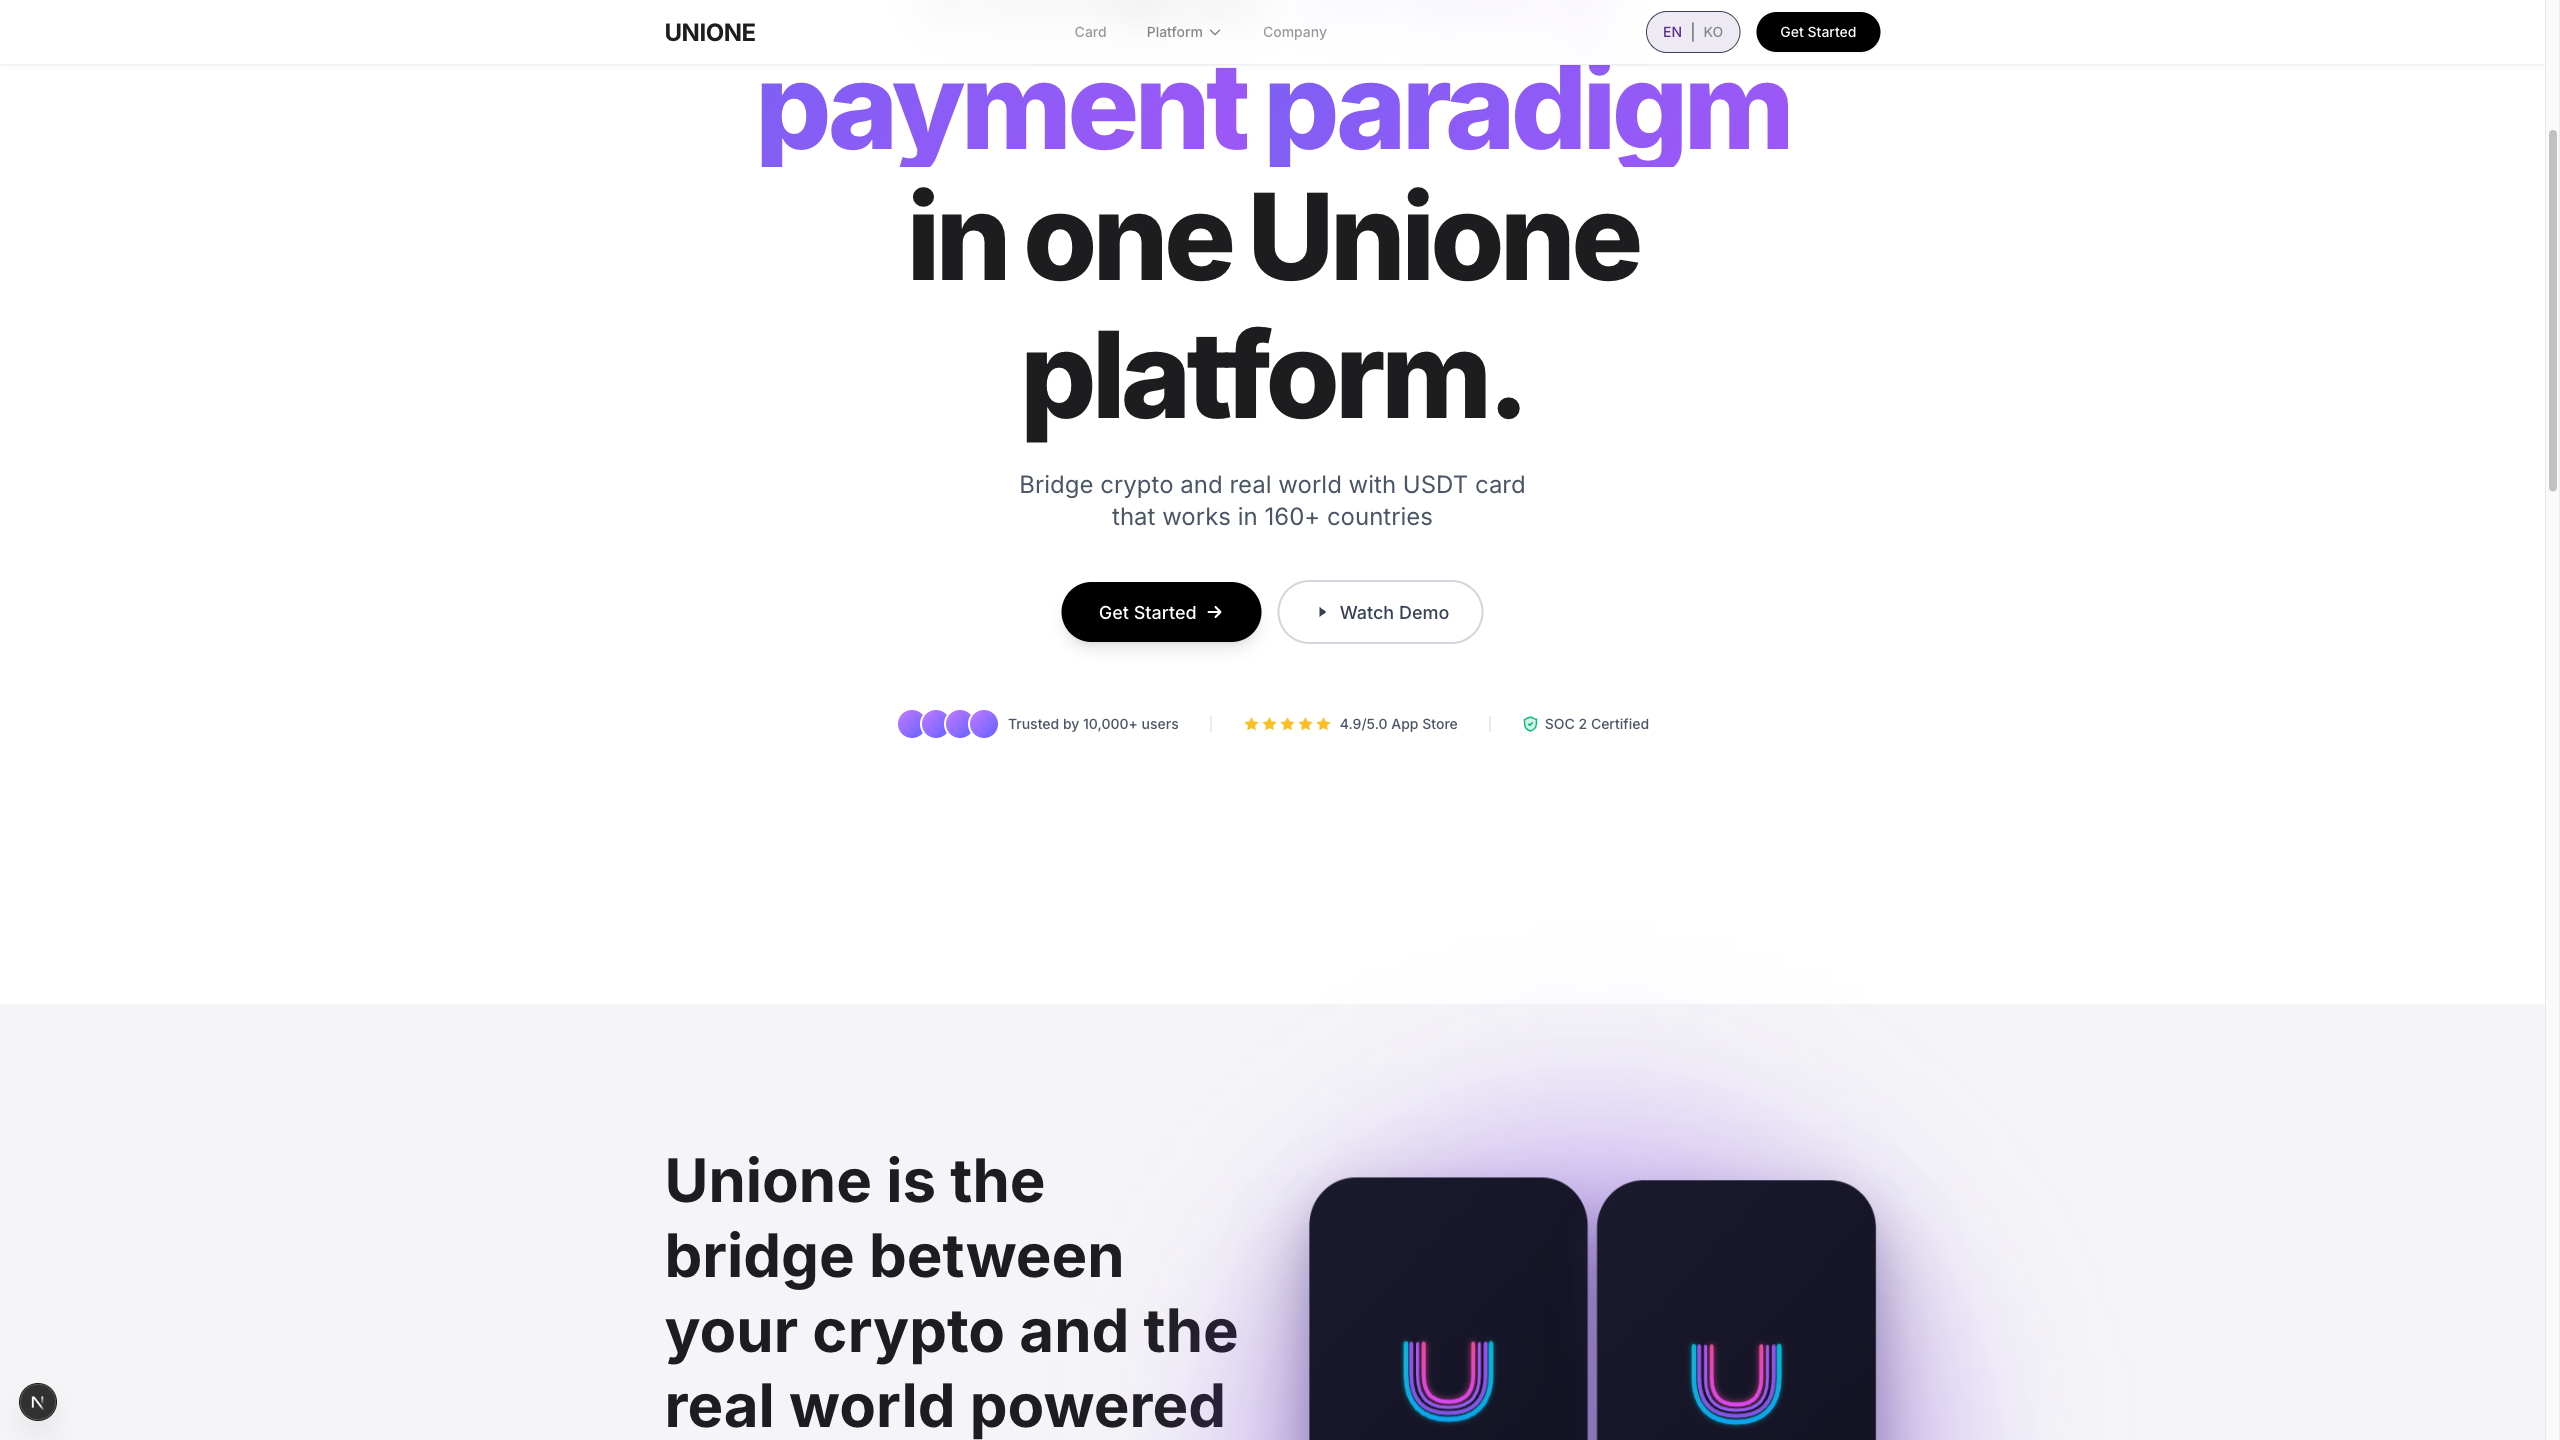 UNIONE
Card
Platform
Company
EN | KO
Get Started
payment paradigm
in one Unione
platform.
Bridge crypto and real world with USDT card
that works in 160+ countries
Get Started →
Watch Demo
Trusted by 10,000+ users
4.9/5.0 App Store
SOC 2 Certified
Unione is the
bridge between
your crypto and the
real world powered
U
U
N